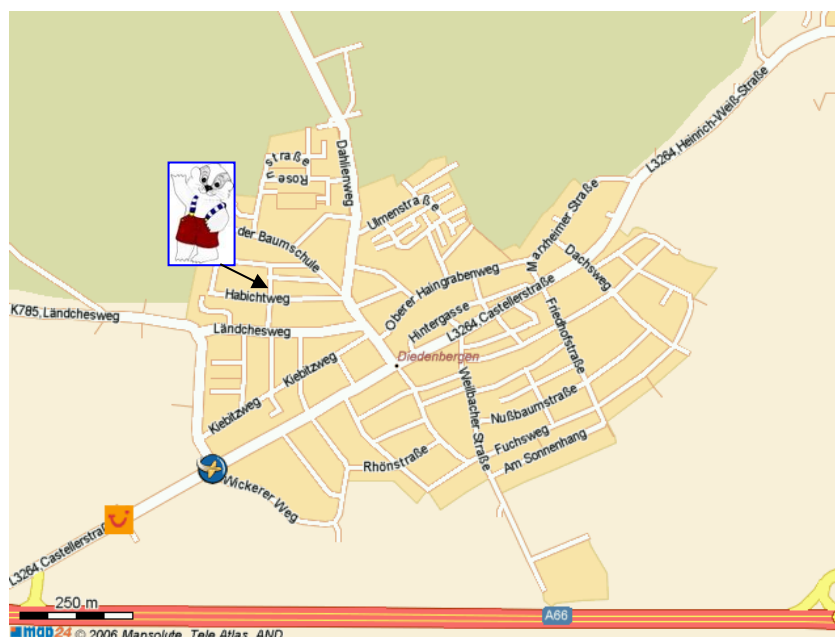 L3264, Heinrich-Weiß-Straße
Dahlienweg
straße
Rose
n
Ulmenstraße
Marxheimer Straße
der Baumschule
Dachsweg
Oberer Haingrabenweg
Habichtweg
Hintergasse
L3264, Castellerstraße
K785, Ländchesweg
Ländchesweg
Friedhofstraße
Diedenbergen
Kiebitzweg
Weilbacher Straße
Kiebitzweg
Nußbaumstraße
Fuchsweg
Rhönstraße
Am Sonnenhang
Wickerer Weg
L3264, Castellerstraß
250 m
A66
map24 © 2006 Mapsolute, Tele Atlas, AND